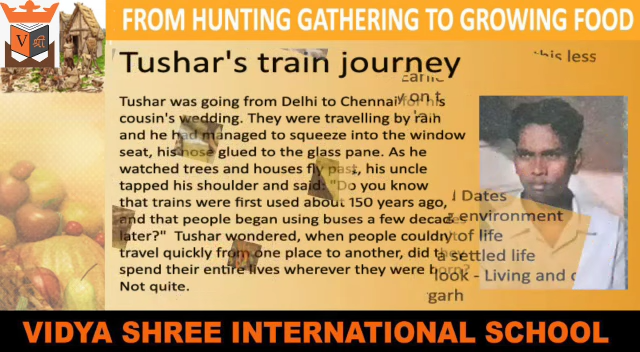 FROM HUNTING GATHERING TO GROWING FOOD
V
Tushar's train journey
this less
Tushar was going from Delhi to Chennai for his
y on t
cousin's wedding. They were travelling by rain
and he had managed to squeeze into the window
seat, his nose glued to the glass pane. As he
watched trees and houses fly past, his uncle
tapped his shoulder and said: "Do you know
that trains were first used about 150 years ago,
Dates
and that people began using buses a few decade
environment
later?" Tushar wondered, when people couldn't
of life
travel quickly from one place to another, did
a settled life
spend their entire lives wherever they were born?
look - Living and
Not quite.
garh
VIDYA SHREE INTERNATIONAL SCHOOL